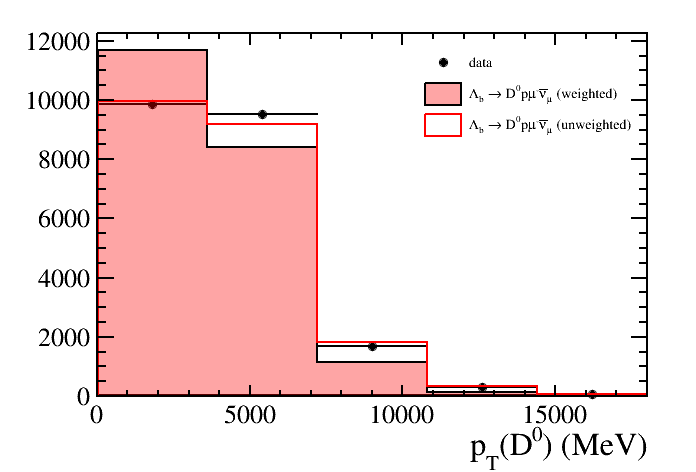 12000
10000
8000
6000
4000
2000
0
data
Λb → D0pμ ν̅μ (weighted)
Λb → D0pμ ν̅μ (unweighted)
0 5000 10000 15000
pT(D0) (MeV)